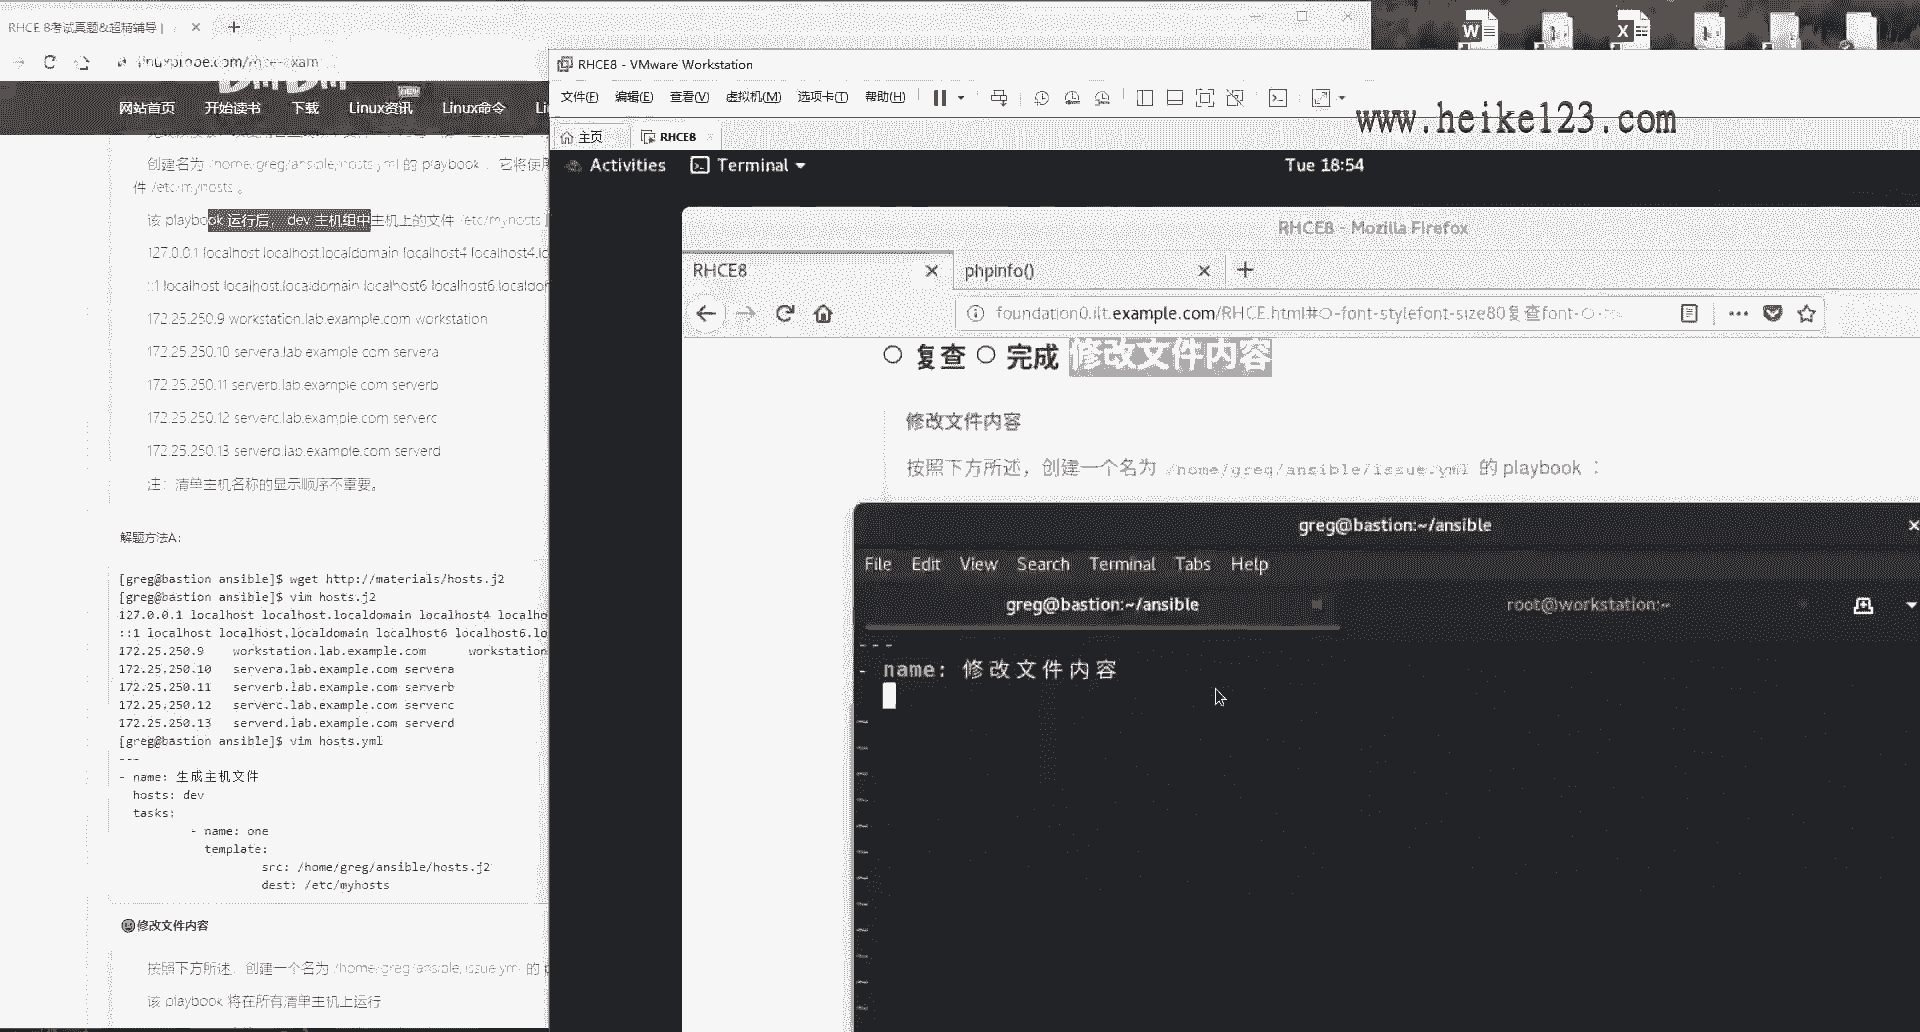 RHCE 8考试真题&超精辅导 |
RHCE8 - VMware Workstation
文件(F) 编辑(E) 查看(V) 虚拟机(M) 选项卡(T) 帮助(H)
www.heike123.com
网站首页 开始读书 下载 Linux资讯 Linux命令
主页 RHCE8
Activities Terminal Tue 18:54
创建名为 /home/greg/ansible/hosts.yml 的 playbook ，它将使用
件 /etc/myhosts 。
该 playbook 运行后， dev 主机组中主机上的文件 /etc/myhosts
127.0.0.1 localhost localhost.localdomain localhost4
::1 localhost localhost.localdomain localhost6
172.25.250.9 workstation.lab.example.com workstation
172.25.250.10 servera.lab.example.com servera
172.25.250.11 serverb.lab.example.com serverb
172.25.250.12 serverc.lab.example.com serverc
172.25.250.13 serverd.lab.example.com serverd
注：清单主机名称的显示顺序不重要。
解题方法A:
[greg@bastion ansible]$ wget http://materials/hosts.j2
[greg@bastion ansible]$ vim hosts.j2
127.0.0.1 localhost localhost.localdomain localhost4 localho
::1 localhost localhost.localdomain localhost6 localhost6.lo
172.25.250.9 workstation.lab.example.com workstation
172.25.250.10 servera.lab.example.com servera
172.25.250.11 serverb.lab.example.com serverb
172.25.250.12 serverc.lab.example.com serverc
172.25.250.13 serverd.lab.example.com serverd
[greg@bastion ansible]$ vim hosts.yml
---
- name: 生成主机文件
hosts: dev
tasks:
- name: one
template:
src: /home/greg/ansible/hosts.j2
dest: /etc/myhosts
修改文件内容
按照下方所述，创建一个名为 /home/greg/ansible/issue.yml 的
该 playbook 将在所有清单主机上运行
RHCE8 - Mozilla Firefox
RHCE8 phpinfo()
foundation0.ilt.example.com/RHCE.html#O-font-stylefont-size80复查font-O
复查 完成 修改文件内容
修改文件内容
按照下方所述，创建一个名为 /home/greg/ansible/issue.yml 的 playbook ：
greg@bastion:~/ansible
File Edit View Search Terminal Tabs Help
greg@bastion:~/ansible root@workstation:~
---
- name: 修改文件内容